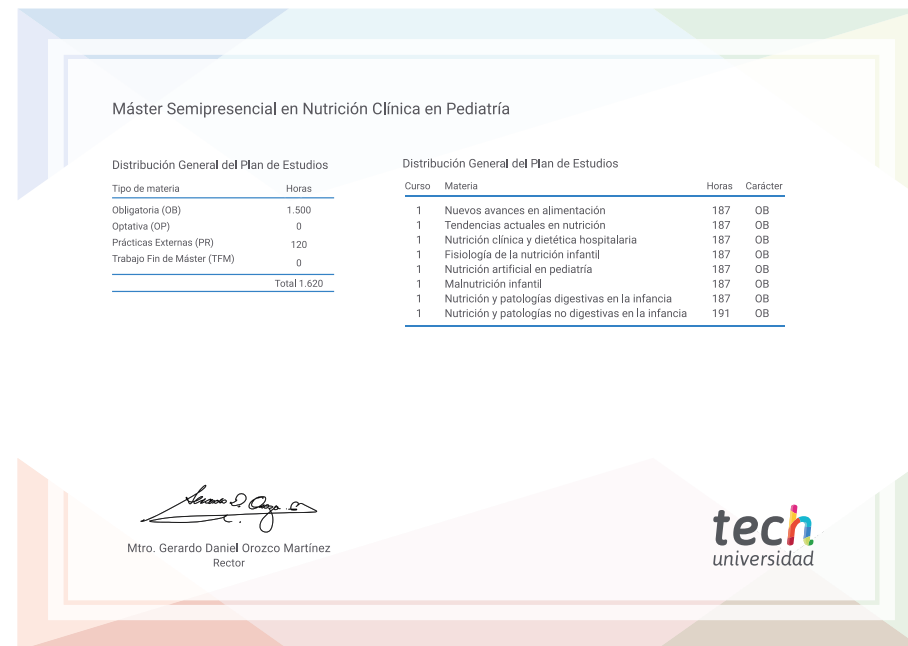 Máster Semipresencial en Nutrición Clínica en Pediatría
Distribución General del Plan de Estudios
Tipo de materia Horas
Obligatoria (OB) 1.500
Optativa (OP) 0
Prácticas Externas (PR) 120
Trabajo Fin de Máster (TFM) 0
Total 1.620
Distribución General del Plan de Estudios
Curso Materia Horas Carácter
1 Nuevos avances en alimentación 187 OB
1 Tendencias actuales en nutrición 187 OB
1 Nutrición clínica y dietética hospitalaria 187 OB
1 Fisiología de la nutrición infantil 187 OB
1 Nutrición artificial en pediatría 187 OB
1 Malnutrición infantil 187 OB
1 Nutrición y patologías digestivas en la infancia 187 OB
1 Nutrición y patologías no digestivas en la infancia 191 OB
Mtro. Gerardo Daniel Orozco Martínez
Rector
tech
universidad